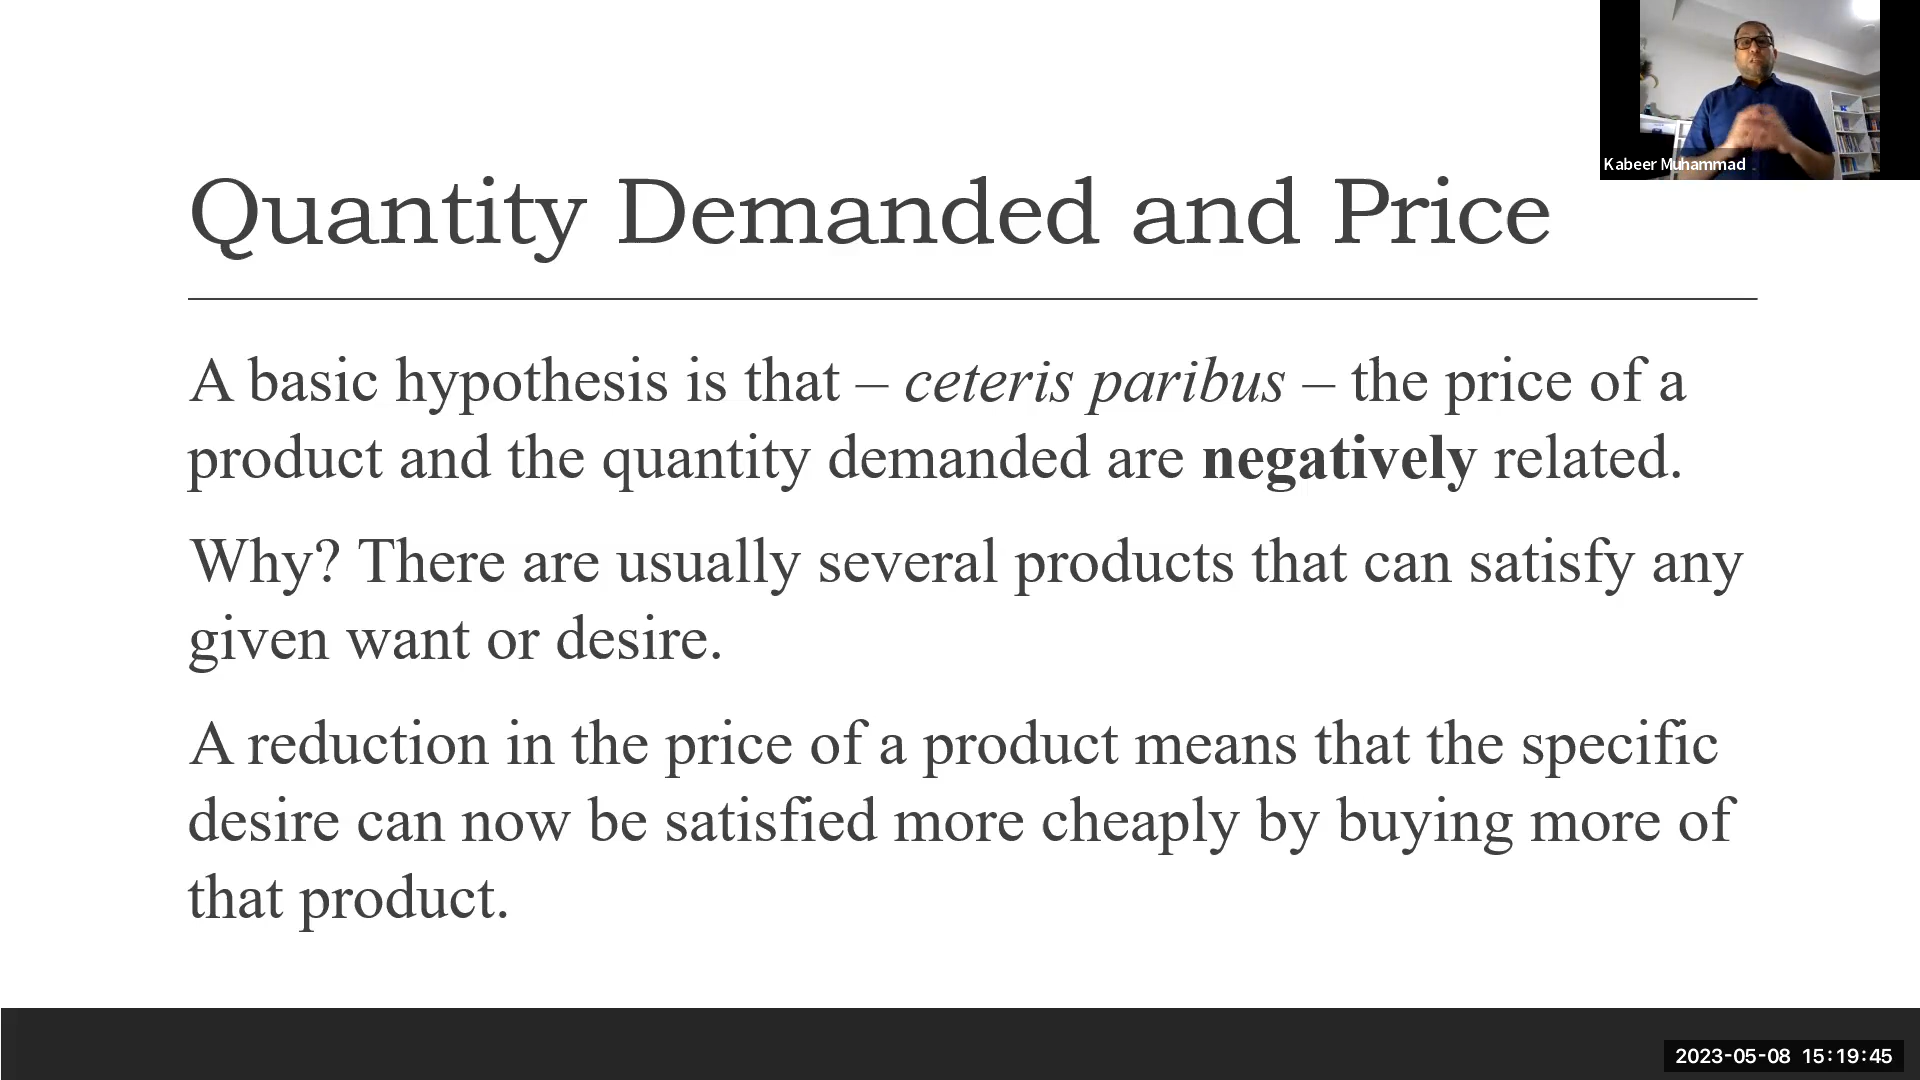 Kabeer Muhammad
Quantity Demanded and Price
A basic hypothesis is that – ceteris paribus – the price of a
product and the quantity demanded are negatively related.
Why? There are usually several products that can satisfy any
given want or desire.
A reduction in the price of a product means that the specific
desire can now be satisfied more cheaply by buying more of
that product.
2023-05-08 15:19:45